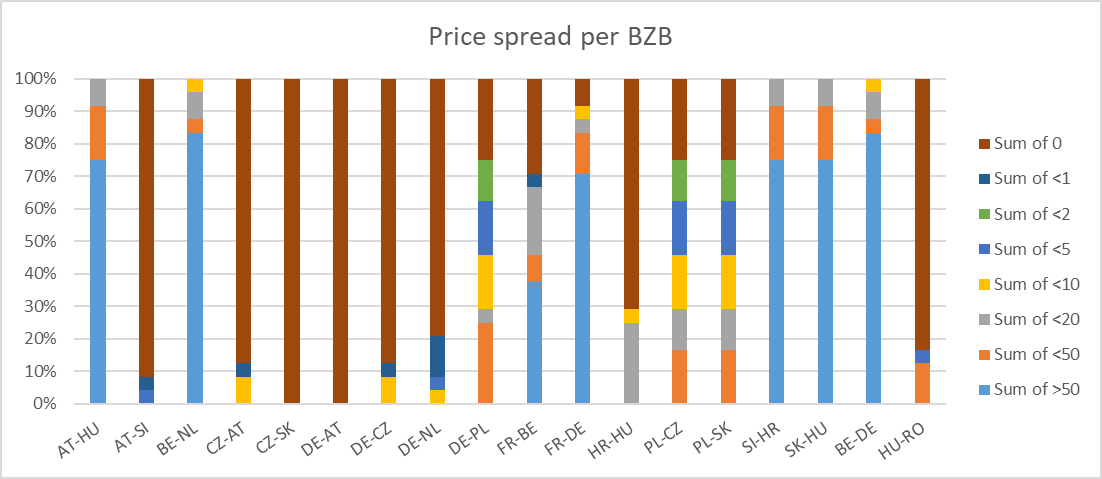 Price spread per BZB
100%
90%
80%
70%
60%
50%
40%
30%
20%
10%
0%
AT-HU
AT-SI
BE-NL
CZ-AT
CZ-SK
DE-AT
DE-CZ
DE-NL
DE-PL
FR-BE
FR-DE
HR-HU
PL-CZ
PL-SK
SI-HR
SK-HU
BE-DE
HU-RO
Sum of 0
Sum of <1
Sum of <2
Sum of <5
Sum of <10
Sum of <20
Sum of <50
Sum of >50